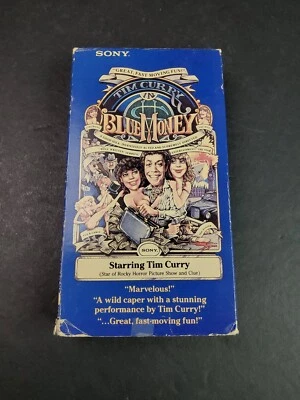 SONY.
"GREAT, FAST MOVING FUN!"
TIM CURRY
IN
BLUE MONEY
SONY.
Starring Tim Curry
(Star of Rocky Horror Picture Show and Clue)
"Marvelous!"
"A wild caper with a stunning
performance by Tim Curry!"
"...Great, fast-moving fun!"